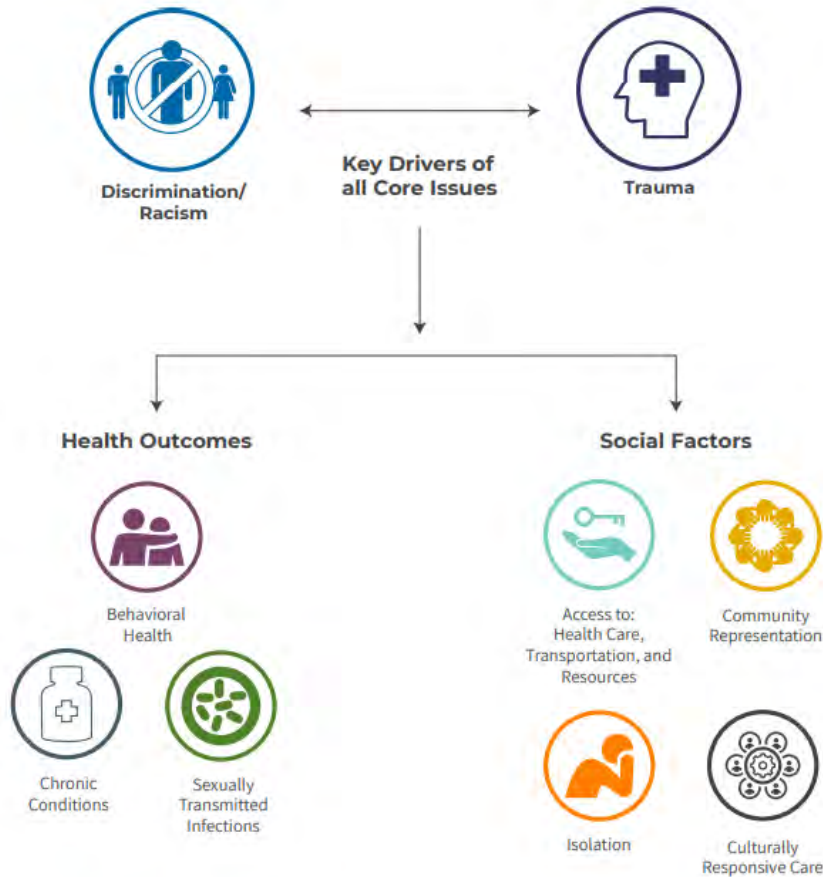 Discrimination/
Racism
Key Drivers of
all Core Issues
Trauma
Health Outcomes
Social Factors
Behavioral
Health
Chronic
Conditions
Sexually
Transmitted
Infections
Access to:
Health Care,
Transportation, and
Resources
Community
Representation
Isolation
Culturally
Responsive Care